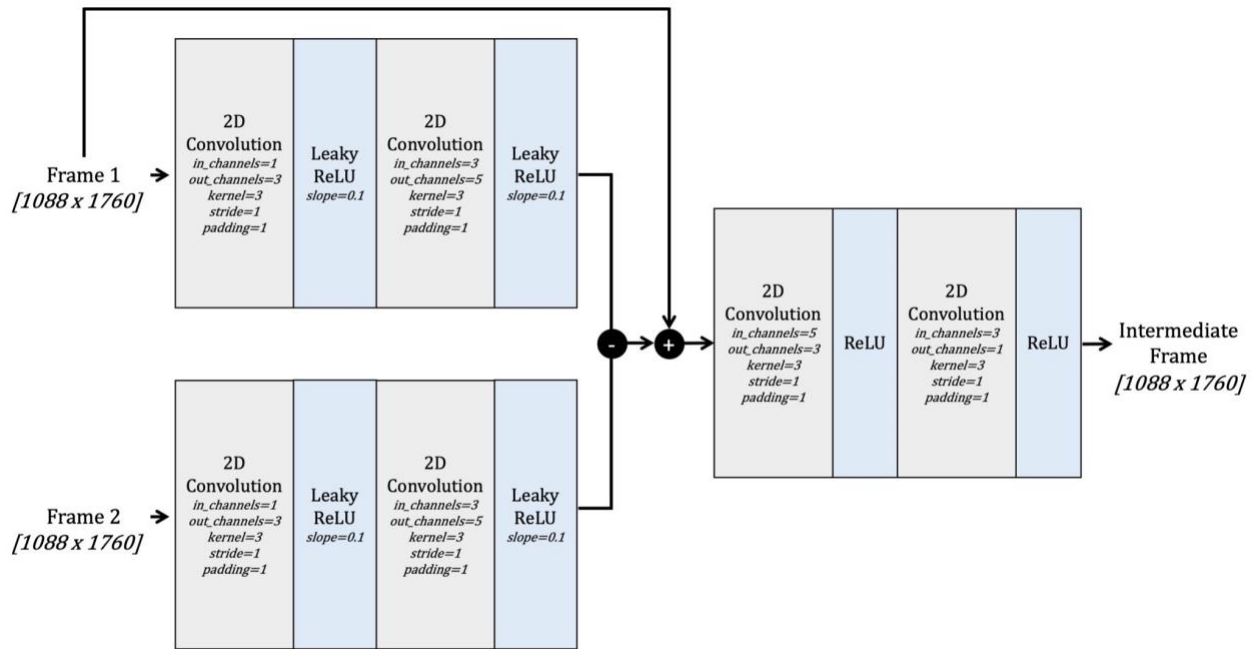 Frame 1
[1088 x 1760]
2D
Convolution
in_channels=1
out_channels=3
kernel=3
stride=1
padding=1
Leaky
ReLU
slope=0.1
2D
Convolution
in_channels=3
out_channels=5
kernel=3
stride=1
padding=1
Leaky
ReLU
slope=0.1
Frame 2
[1088 x 1760]
2D
Convolution
in_channels=1
out_channels=3
kernel=3
stride=1
padding=1
Leaky
ReLU
slope=0.1
2D
Convolution
in_channels=3
out_channels=5
kernel=3
stride=1
padding=1
Leaky
ReLU
slope=0.1
-
+
2D
Convolution
in_channels=5
out_channels=3
kernel=3
stride=1
padding=1
ReLU
2D
Convolution
in_channels=3
out_channels=1
kernel=3
stride=1
padding=1
ReLU
Intermediate
Frame
[1088 x 1760]